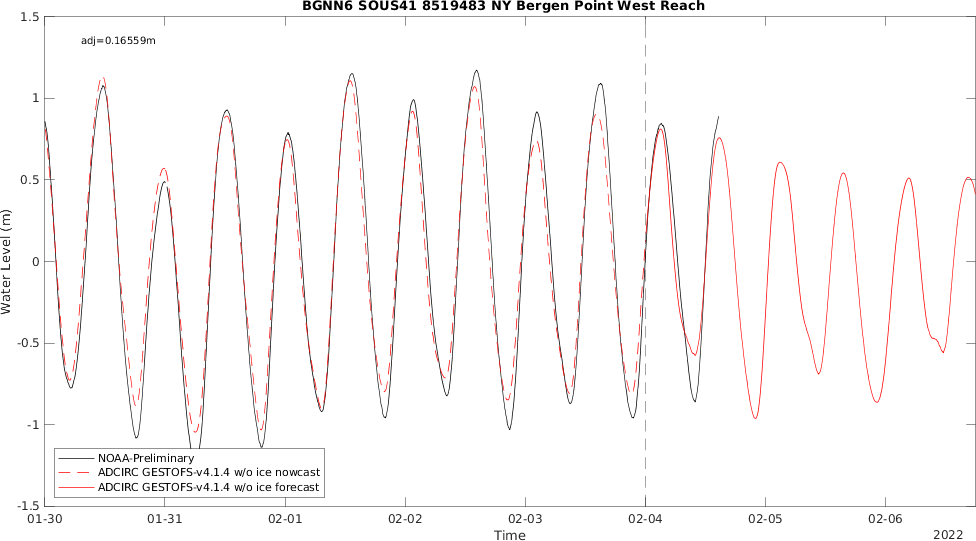 BGNN6 SOUS41 8519483 NY Bergen Point West Reach
1.5
adj=0.16559m
1
0.5
0
-0.5
-1
-1.5
Water Level (m)
NOAA-Preliminary
ADCIRC GESTOFS-v4.1.4 w/o ice nowcast
ADCIRC GESTOFS-v4.1.4 w/o ice forecast
01-30 01-31 02-01 02-02 02-03 02-04 02-05 02-06
Time
2022